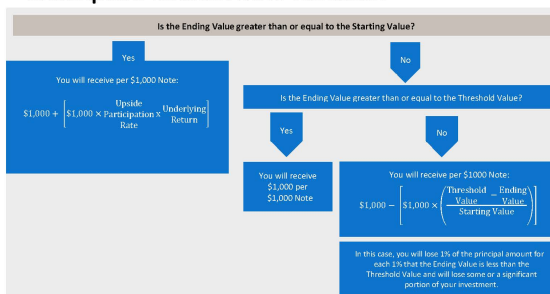 Is the Ending Value greater than or equal to the Starting Value?
Yes
You will receive per $1,000 Note:
$1,000 + [$1,000 × Upside Participation Rate x Underlying Return]
No
Is the Ending Value greater than or equal to the Threshold Value?
Yes
You will receive
$1,000 per
$1,000 Note
No
You will receive per $1000 Note:
$1,000 − [$1,000 × (Threshold Value − Ending Value / Starting Value)]
In this case, you will lose 1% of the principal amount for
each 1% that the Ending Value is less than the
Threshold Value and will lose some or a significant
portion of your investment.